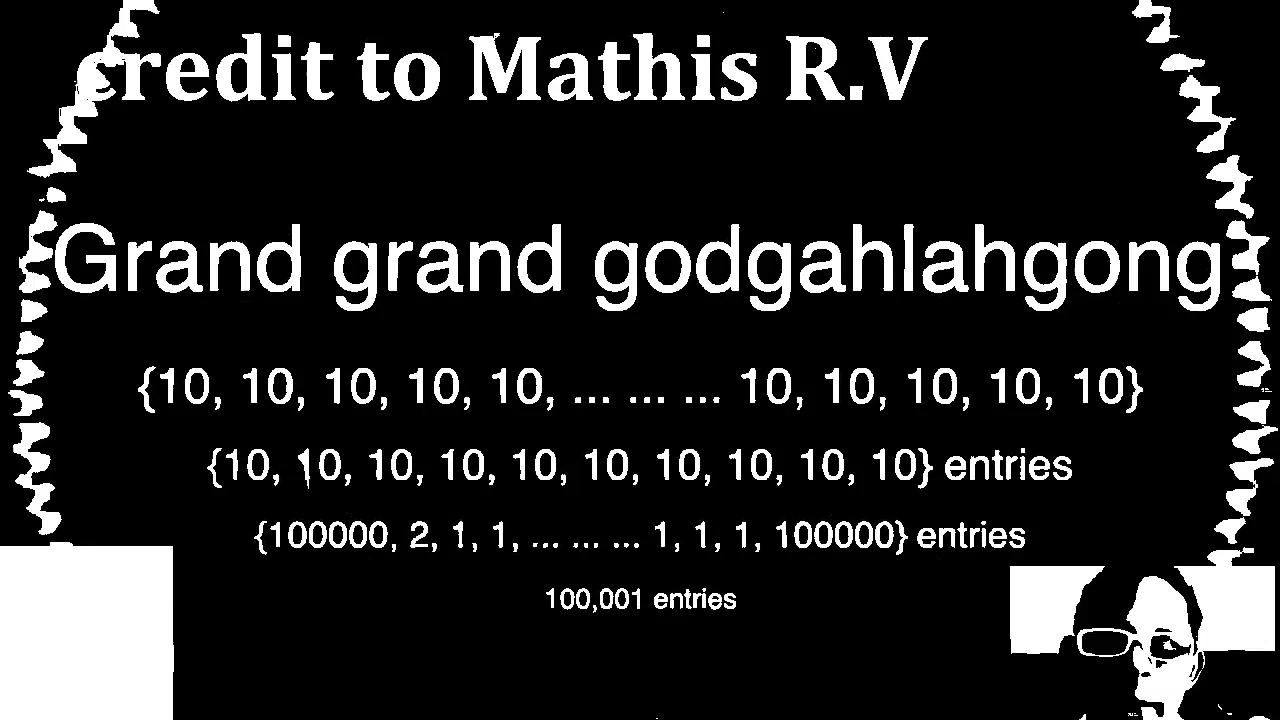 credit to Mathis R.V
Grand grand godgahlahgong
{10, 10, 10, 10, 10, ... ... ... 10, 10, 10, 10, 10}
{10, 10, 10, 10, 10, 10, 10, 10, 10, 10} entries
{100000, 2, 1, 1, ... ... ... 1, 1, 1, 100000} entries
100,001 entries